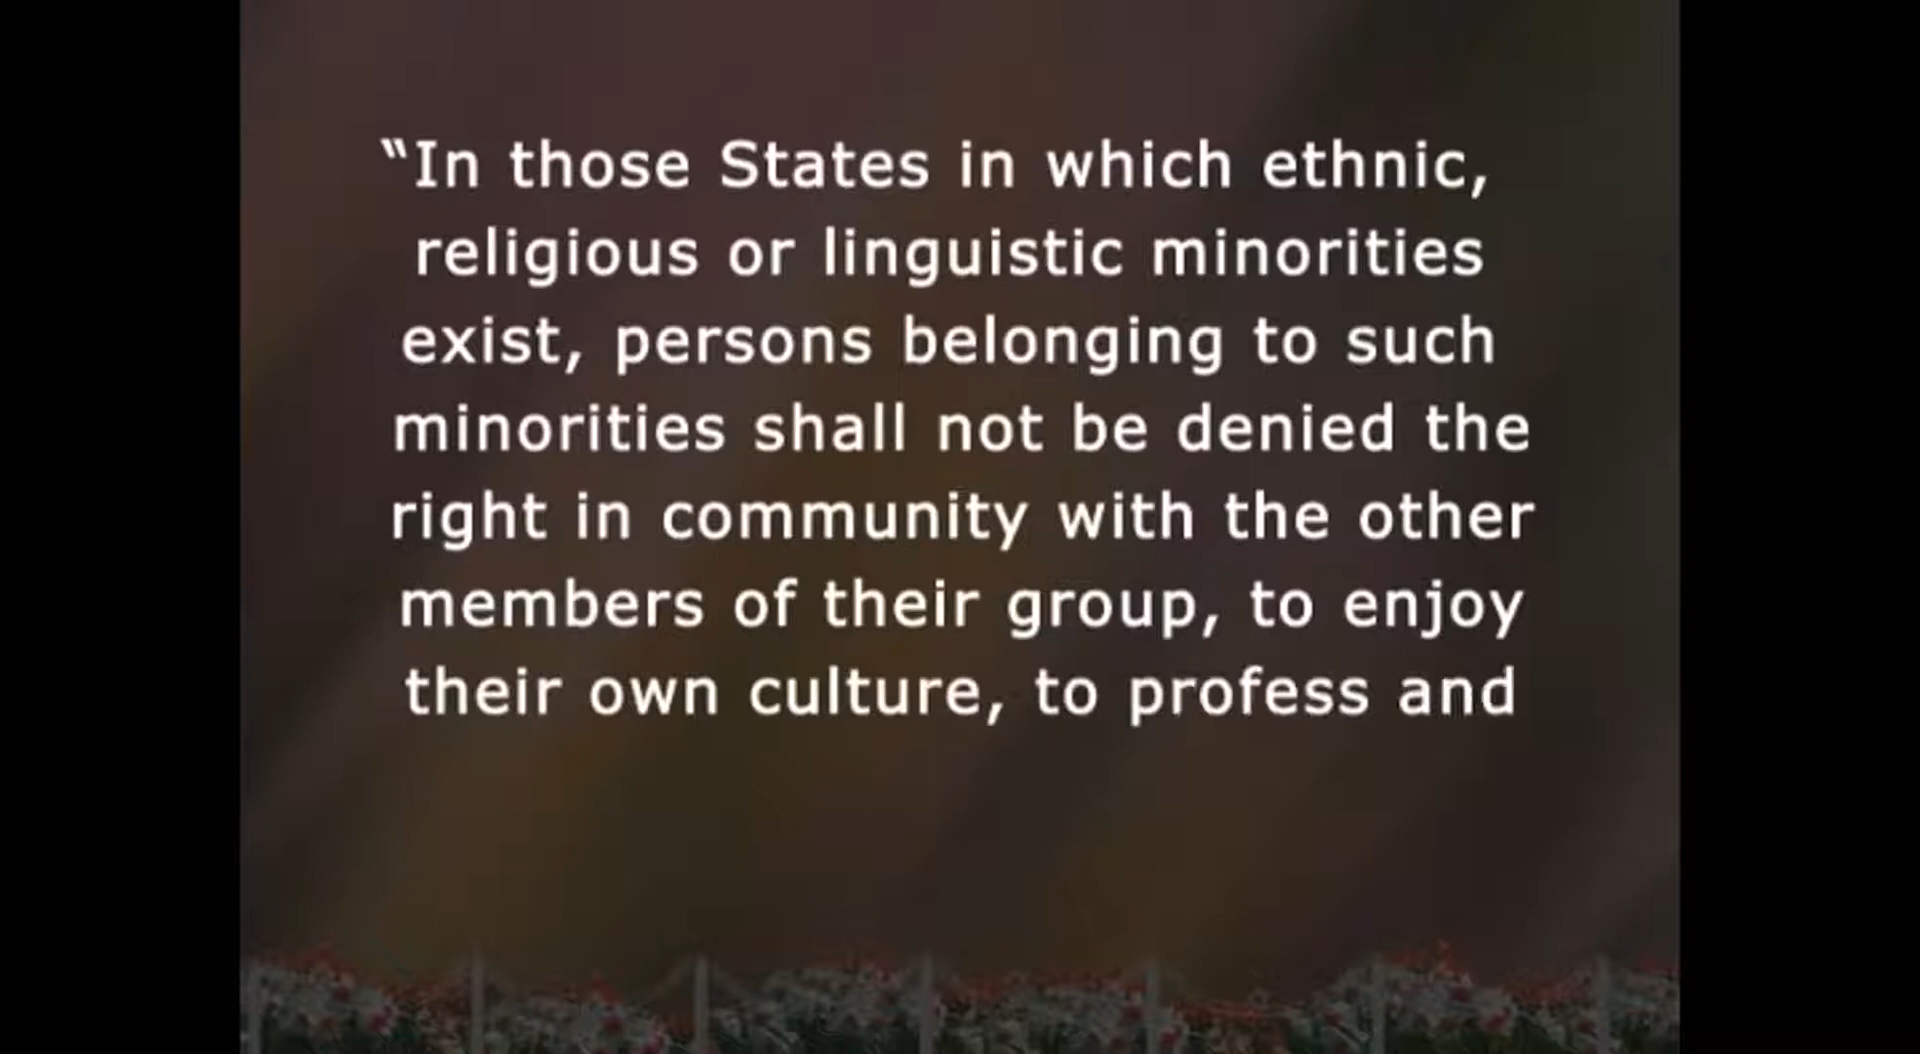 “In those States in which ethnic,
religious or linguistic minorities
exist, persons belonging to such
minorities shall not be denied the
right in community with the other
members of their group, to enjoy
their own culture, to profess and